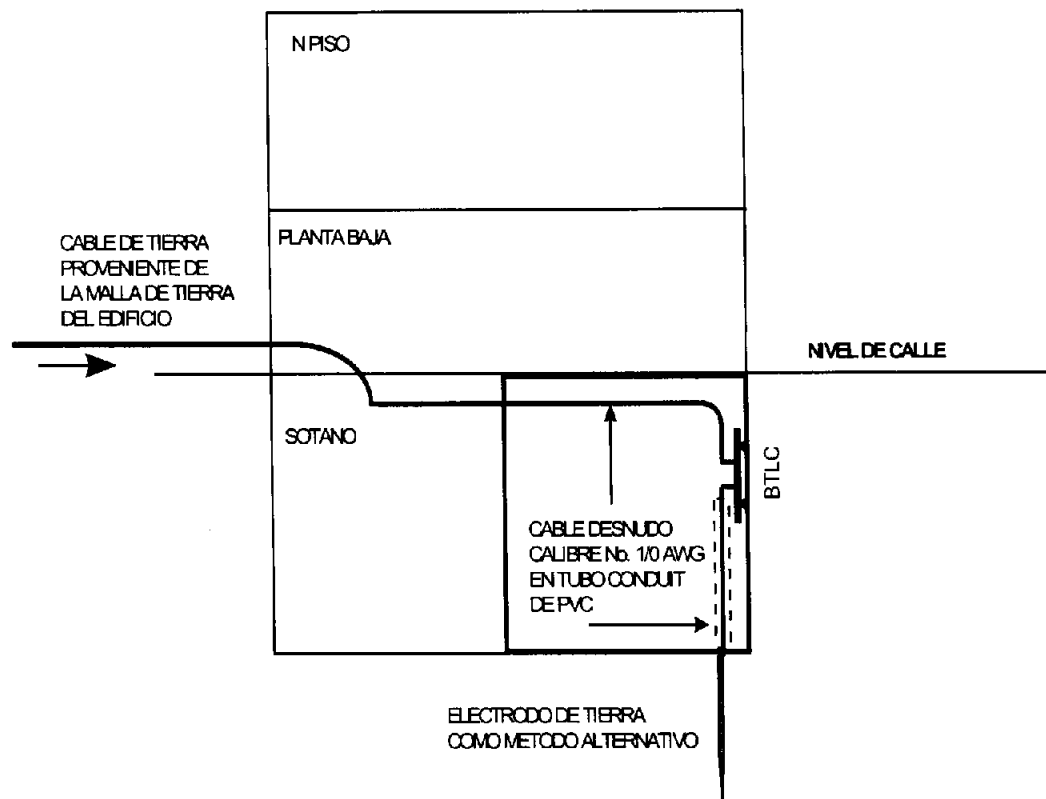 N PISO
PLANTA BAJA
CABLE DE TIERRA
PROVENIENTE DE
LA MALLA DE TIERRA
DEL EDIFICIO
NIVEL DE CALLE
SOTANO
BTLC
CABLE DESNUDO
CALIBRE No. 1/0 AWG
EN TUBO CONDUIT
DE PVC
ELECTRODO DE TIERRA
COMO METODO ALTERNATIVO